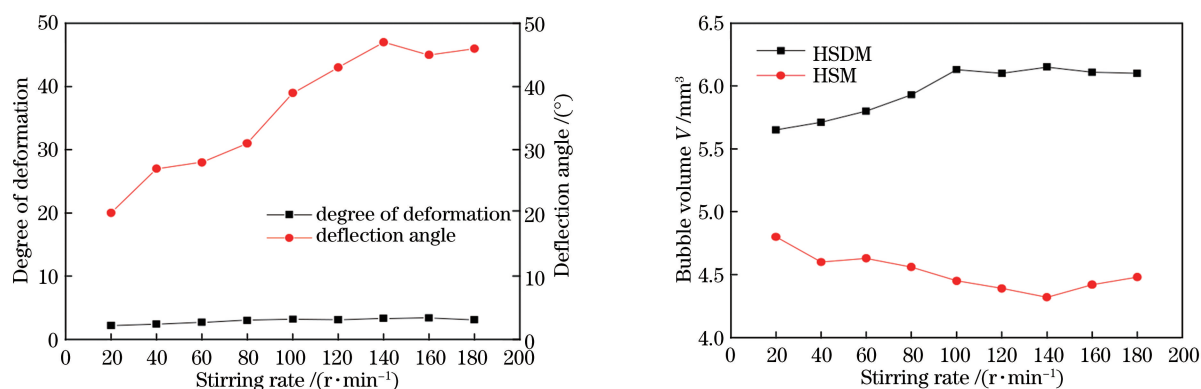 50
40
30
20
10
0
Degree of deformation
50
40
30
20
10
0
Deflection angle /(°)
degree of deformation
deflection angle
0 20 40 60 80 100 120 140 160 180 200
Stirring rate /(r·min⁻¹)
6.5
6.0
5.5
5.0
4.5
4.0
Bubble volume V /mm³
HSDM
HSM
0 20 40 60 80 100 120 140 160 180 200
Stirring rate /(r·min⁻¹)